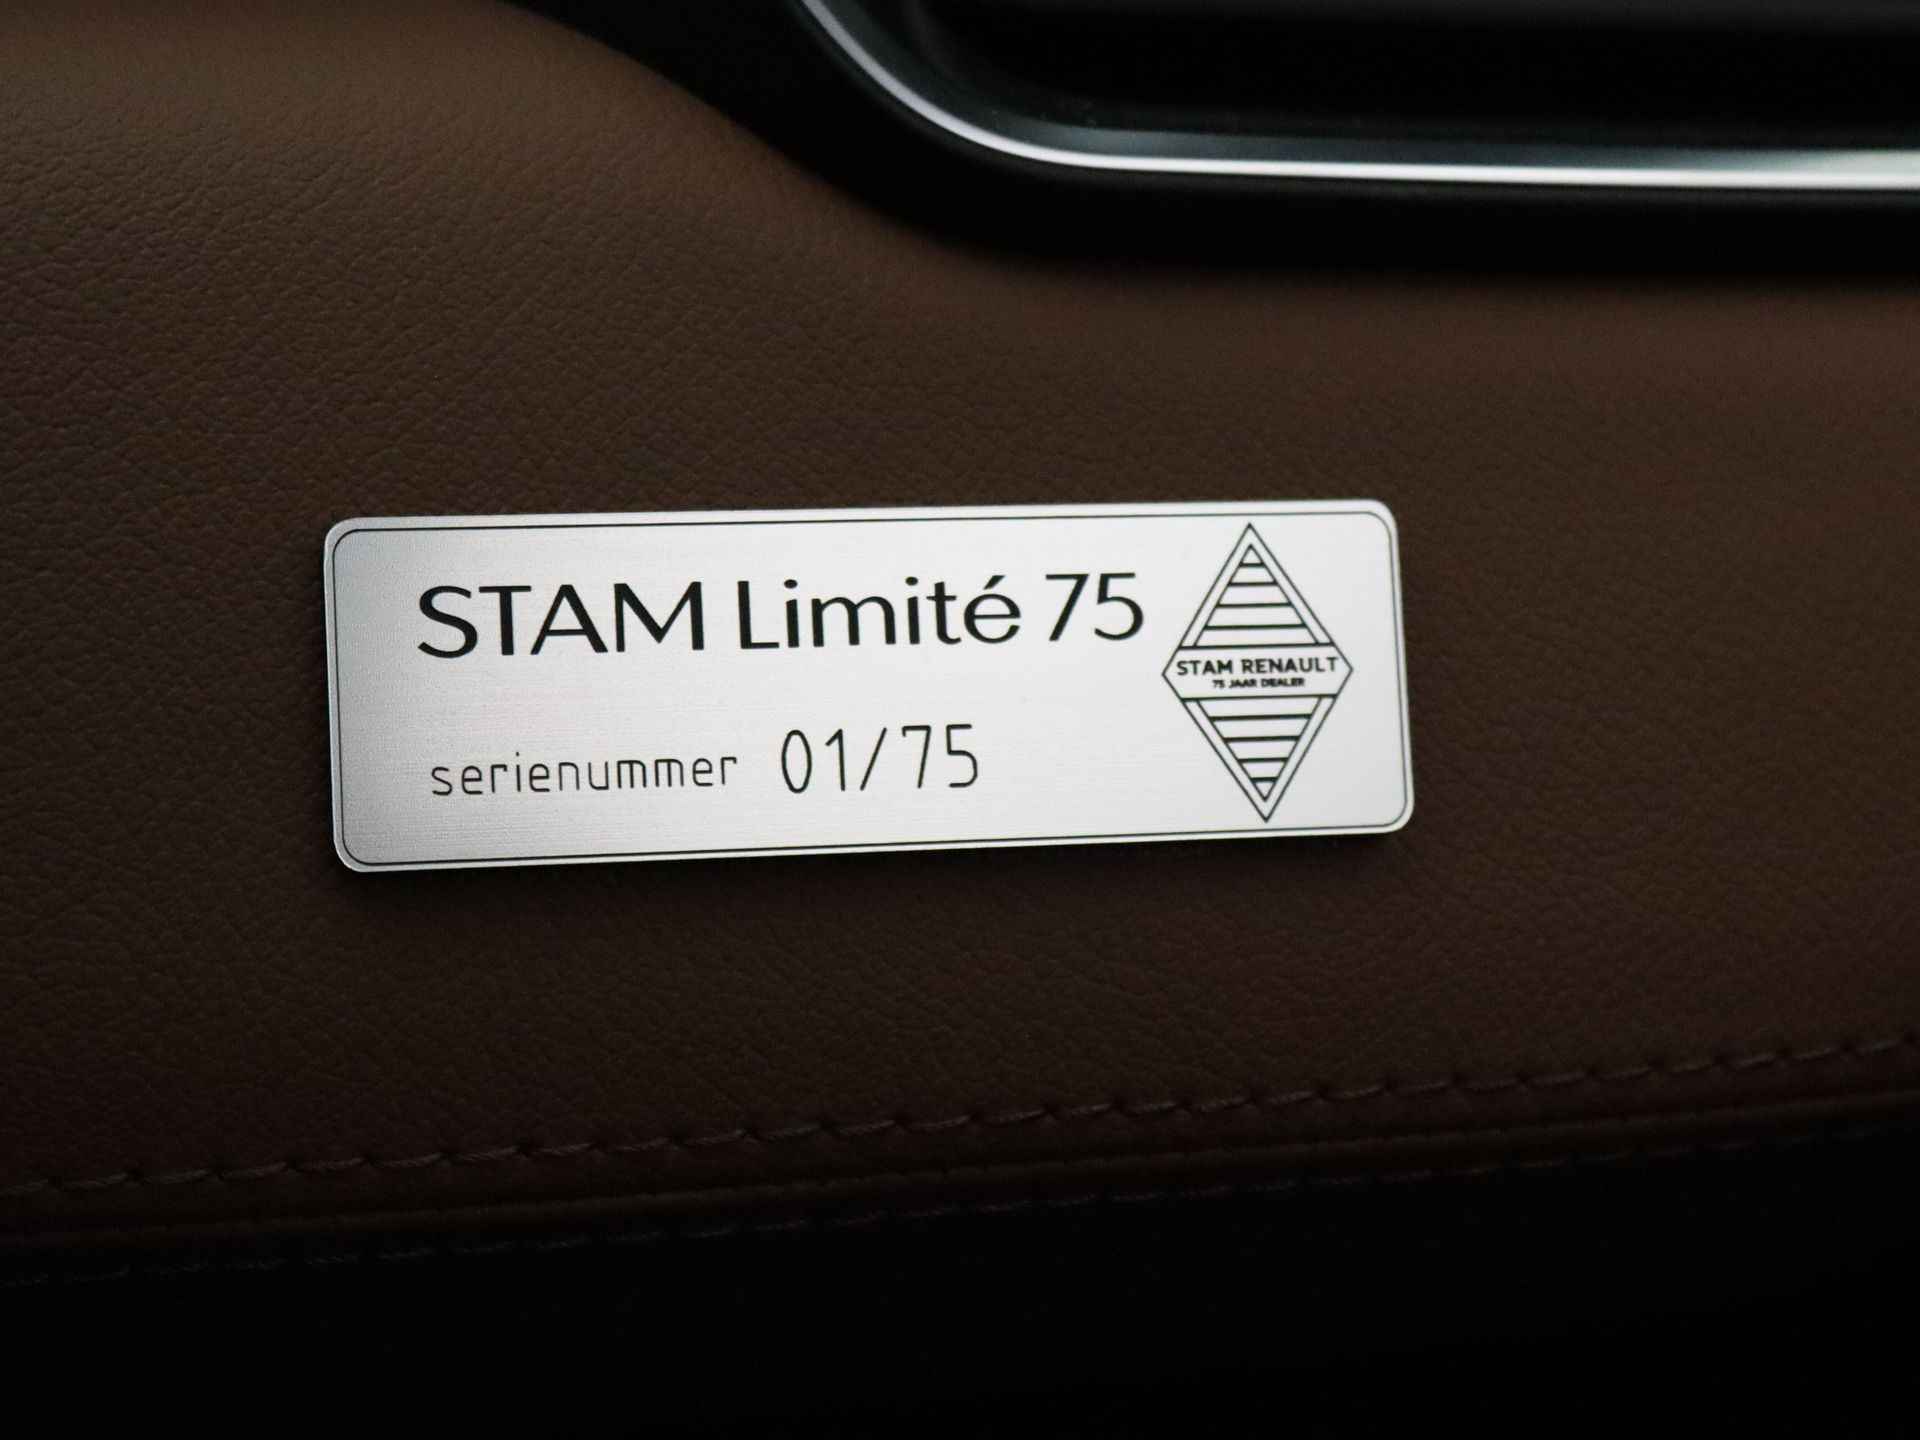 STAM Limité 75
STAM RENAULT
75 JAAR DEALER
serienummer 01/75